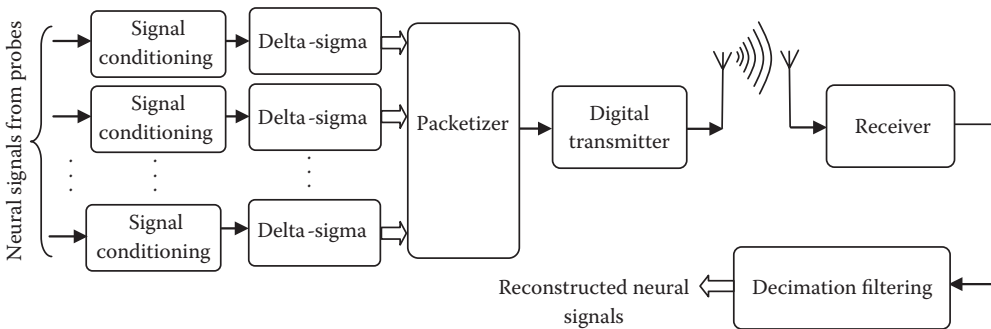 Neural signals from probes
Signal
conditioning
Delta-sigma
Signal
conditioning
Delta-sigma
Signal
conditioning
Delta-sigma
Packetizer
Digital
transmitter
Receiver
Decimation filtering
Reconstructed neural
signals